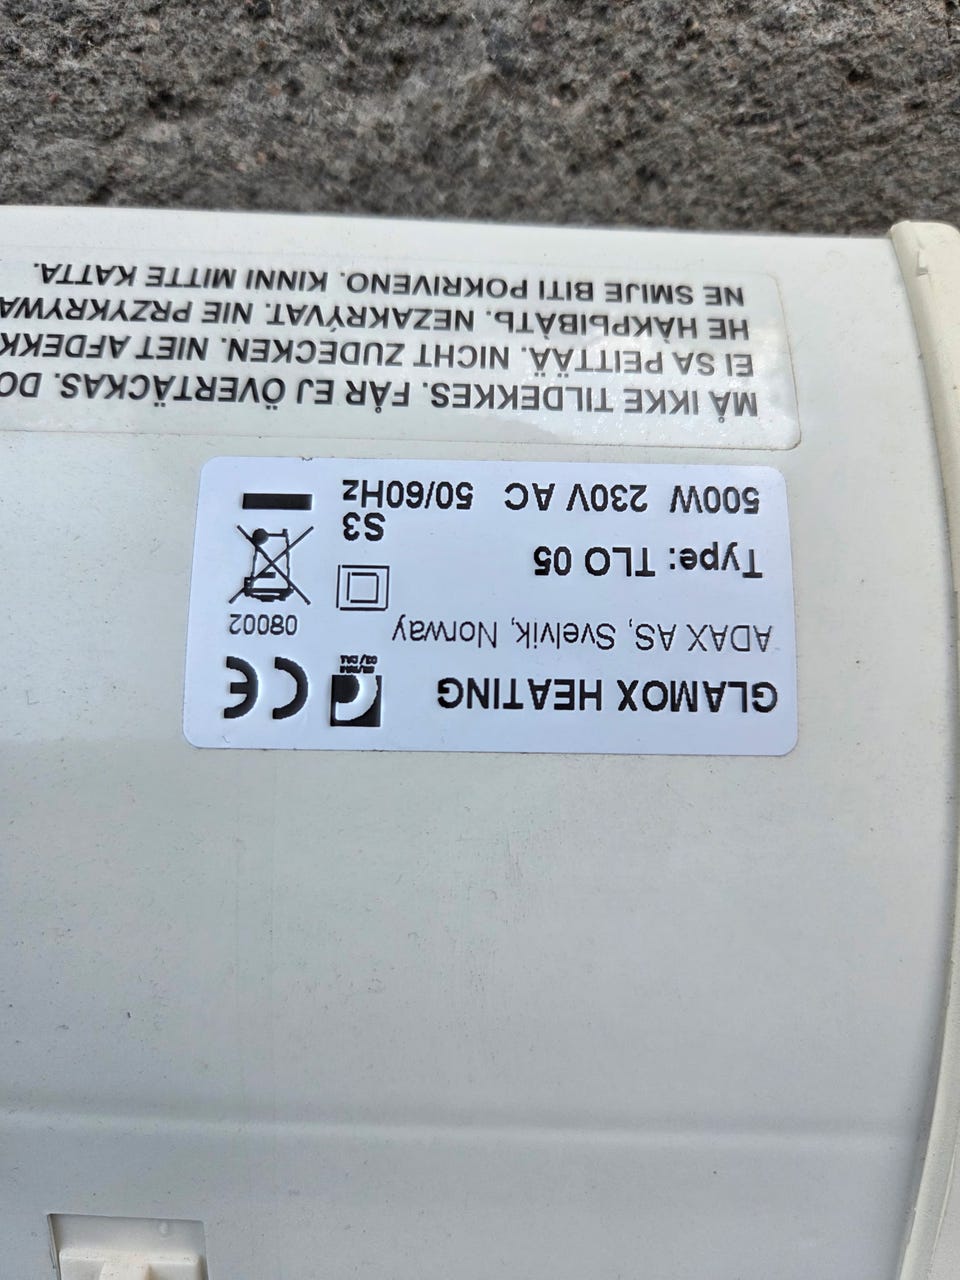 GLAMOX HEATING
ADAX AS, Svelvik, Norway
08002
Type: TLO 05
S3
500W 230V AC 50/60Hz
MÅ IKKE TILDEKKES. FÅR EJ ÖVERTÄCKAS. DO
EI SA PEITTÄÄ. NICHT ZUDECKEN. NIET AFDEKK
НЕ НАКРЫВАТЬ. NEZAKRÝVAT. NIE PRZYKRYWA
NE SMIJE BITI POKRIVENO. KINNI MITTE KATTA.